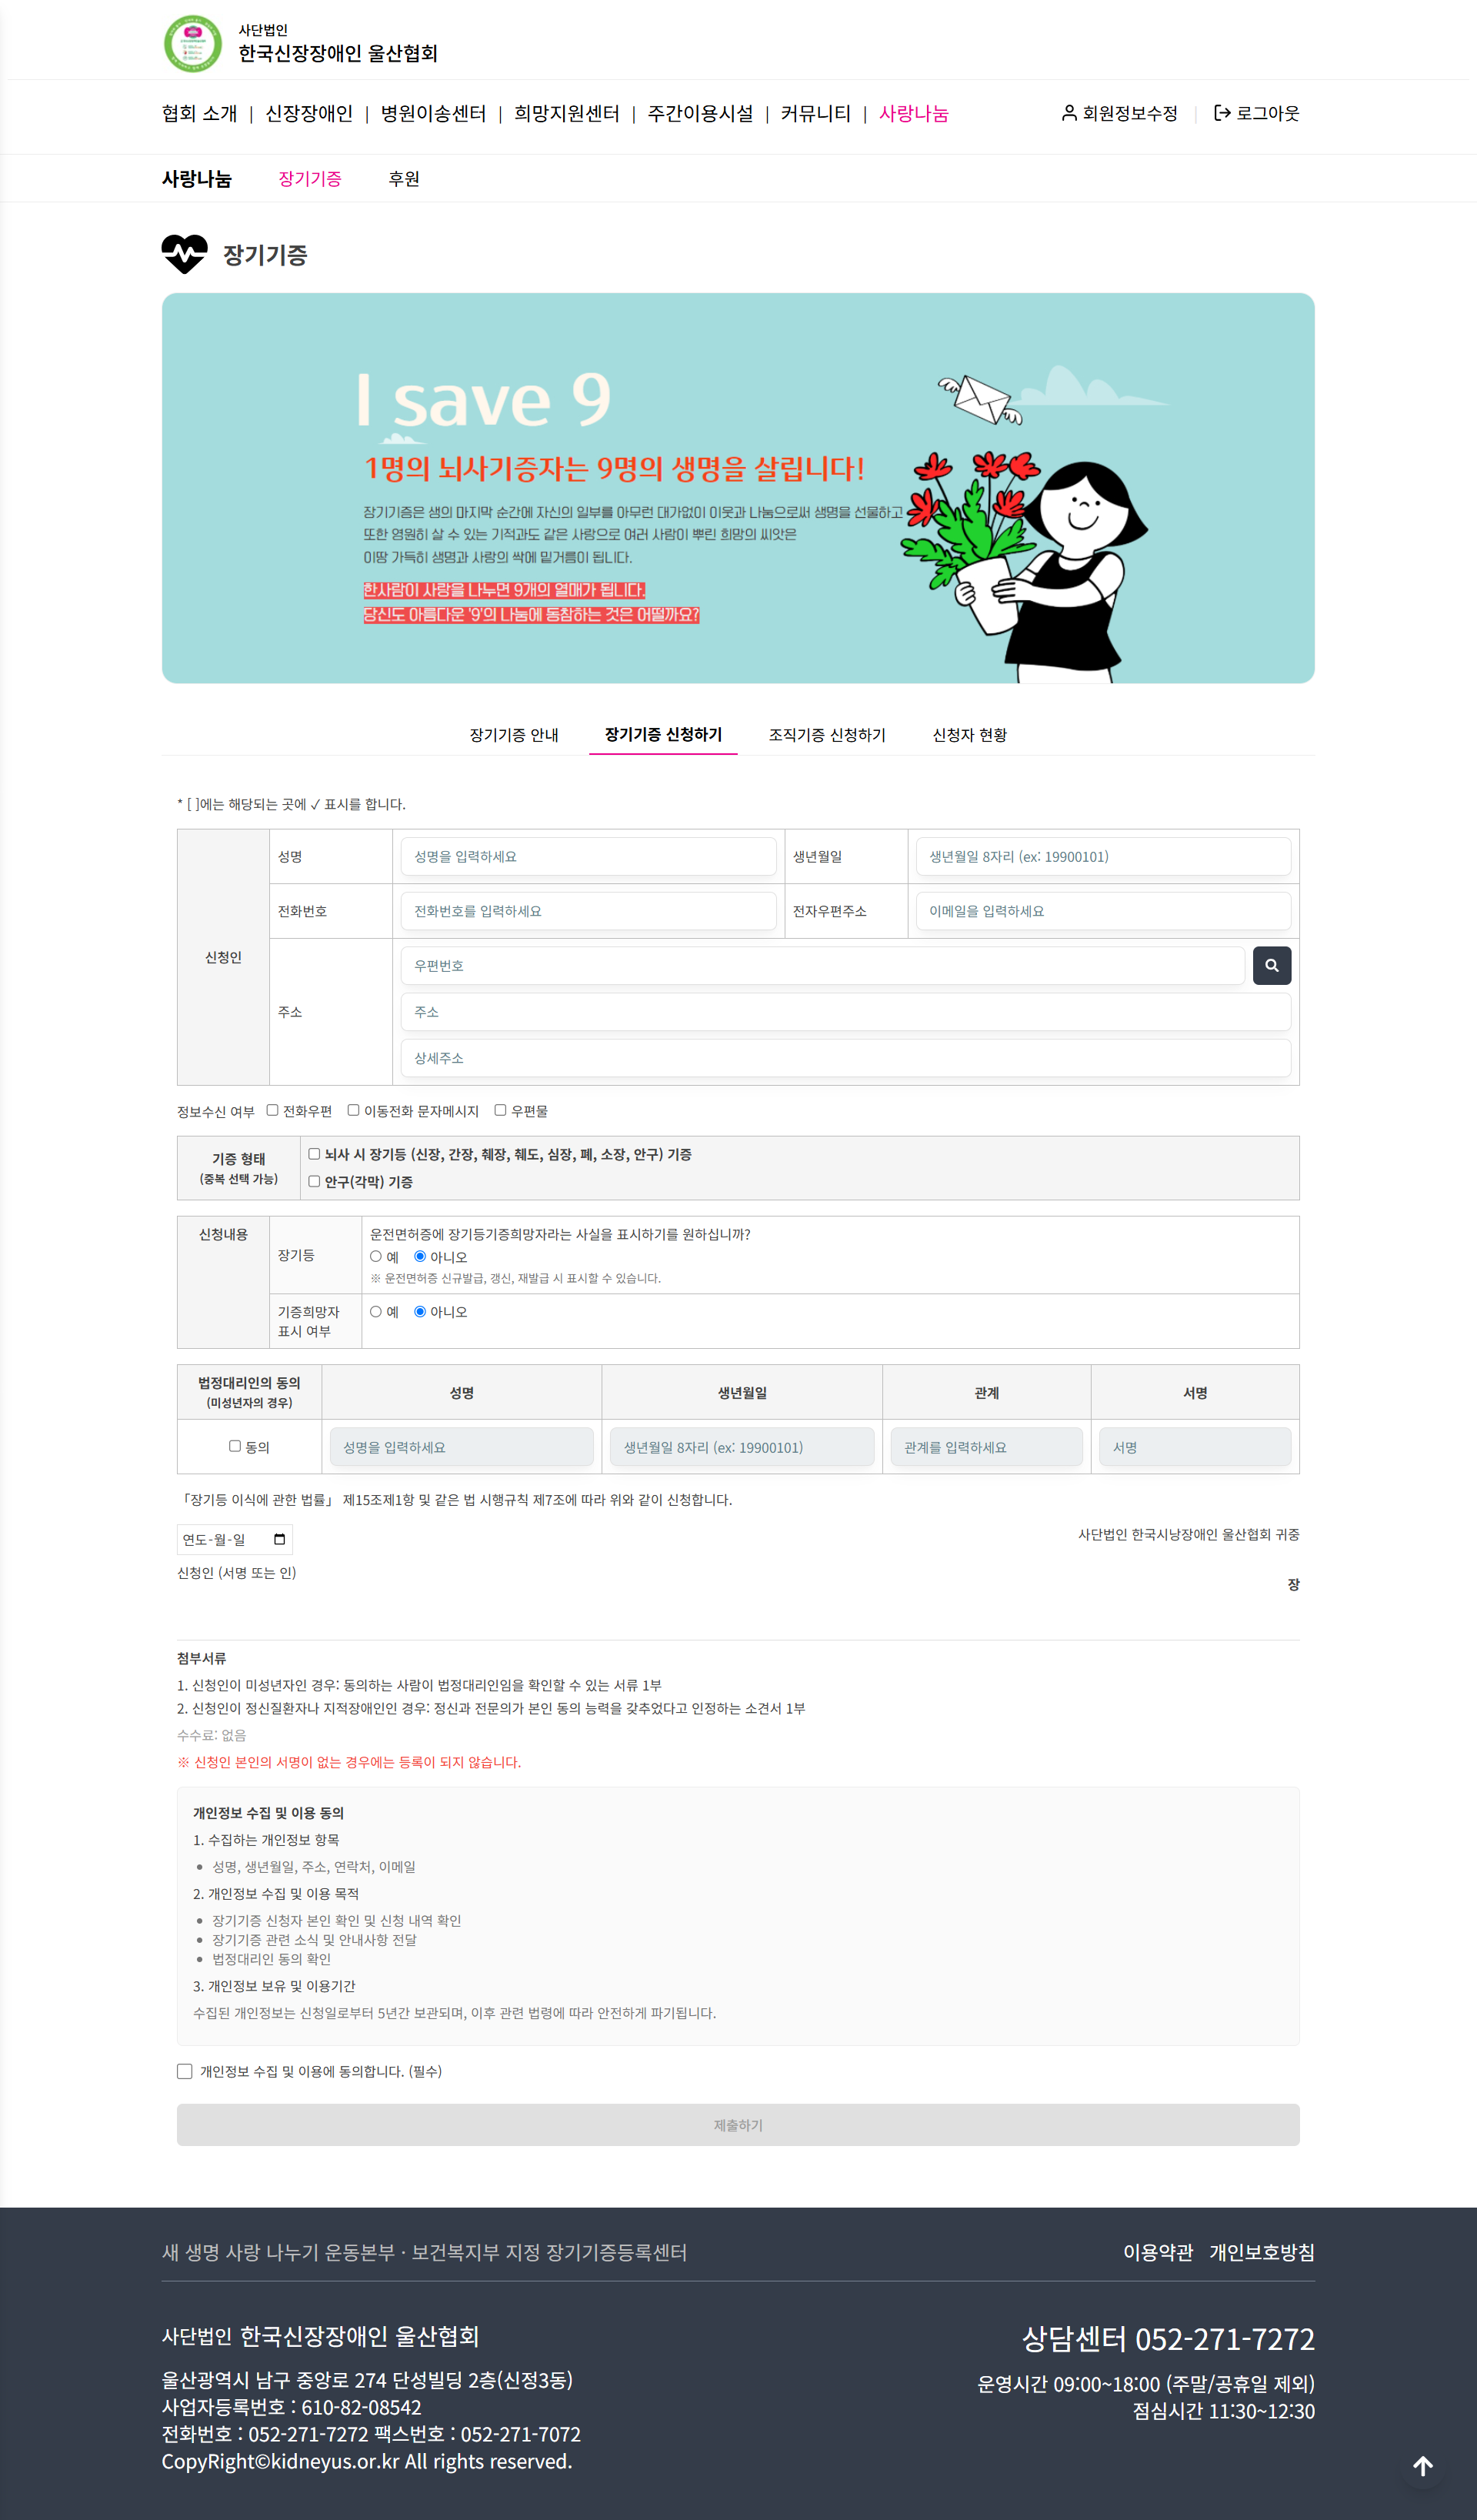 사단법인
한국신장장애인 울산협회
협회 소개 | 신장장애인 | 병원이송센터 | 희망지원센터 | 주간이용시설 | 커뮤니티 | 사랑나눔
회원정보수정 | 로그아웃
사랑나눔 장기기증 후원
장기기증
I save 9
1명의 뇌사기증자는 9명의 생명을 살립니다!
장기기증은 생의 마지막 순간에 자신의 일부를 아무런 대가없이 이웃과 나눔으로써 생명을 선물하고
또한 영원히 살 수 있는 기적과도 같은 사랑으로 여러 사람이 뿌린 희망의 씨앗은
이땅 가득히 생명과 사랑의 싹에 밑거름이 됩니다.
한사람이 사랑을 나누면 9개의 열매가 됩니다.
당신도 아름다운 '9'의 나눔에 동참하는 것은 어떨까요?
장기기증 안내 장기기증 신청하기 조직기증 신청하기 신청자 현황
* [ ]에는 해당되는 곳에 ✓ 표시를 합니다.
신청인
성명 성명을 입력하세요 생년월일 생년월일 8자리 (ex: 19900101)
전화번호 전화번호를 입력하세요 전자우편주소 이메일을 입력하세요
주소
우편번호
주소
상세주소
정보수신 여부 전화우편 이동전화 문자메시지 우편물
기증 형태
(중복 선택 가능)
뇌사 시 장기등 (신장, 간장, 췌장, 췌도, 심장, 폐, 소장, 안구) 기증
안구(각막) 기증
신청내용
장기등
운전면허증에 장기등기증희망자라는 사실을 표시하기를 원하십니까?
예 아니오
※ 운전면허증 신규발급, 갱신, 재발급 시 표시할 수 있습니다.
기증희망자
표시 여부
예 아니오
법정대리인의 동의
(미성년자의 경우)
성명 생년월일 관계 서명
동의 성명을 입력하세요 생년월일 8자리 (ex: 19900101) 관계를 입력하세요 서명
「장기등 이식에 관한 법률」 제15조제1항 및 같은 법 시행규칙 제7조에 따라 위와 같이 신청합니다.
연도-월-일
사단법인 한국시낭장애인 울산협회 귀중
신청인 (서명 또는 인)
장
첨부서류
1. 신청인이 미성년자인 경우: 동의하는 사람이 법정대리인임을 확인할 수 있는 서류 1부
2. 신청인이 정신질환자나 지적장애인인 경우: 정신과 전문의가 본인 동의 능력을 갖추었다고 인정하는 소견서 1부
수수료: 없음
※ 신청인 본인의 서명이 없는 경우에는 등록이 되지 않습니다.
개인정보 수집 및 이용 동의
1. 수집하는 개인정보 항목
• 성명, 생년월일, 주소, 연락처, 이메일
2. 개인정보 수집 및 이용 목적
• 장기기증 신청자 본인 확인 및 신청 내역 확인
• 장기기증 관련 소식 및 안내사항 전달
• 법정대리인 동의 확인
3. 개인정보 보유 및 이용기간
수집된 개인정보는 신청일로부터 5년간 보관되며, 이후 관련 법령에 따라 안전하게 파기됩니다.
개인정보 수집 및 이용에 동의합니다. (필수)
제출하기
새 생명 사랑 나누기 운동본부 · 보건복지부 지정 장기기증등록센터
이용약관 개인보호방침
사단법인 한국신장장애인 울산협회
울산광역시 남구 중앙로 274 단성빌딩 2층(신정3동)
사업자등록번호 : 610-82-08542
전화번호 : 052-271-7272 팩스번호 : 052-271-7072
CopyRight©kidneyus.or.kr All rights reserved.
상담센터 052-271-7272
운영시간 09:00~18:00 (주말/공휴일 제외)
점심시간 11:30~12:30